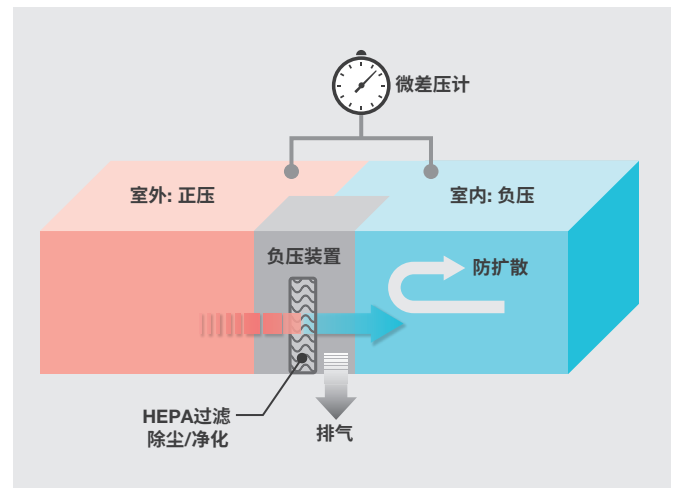 微差压计
室外: 正压
室内: 负压
负压装置
防扩散
HEPA过滤
除尘/净化
排气